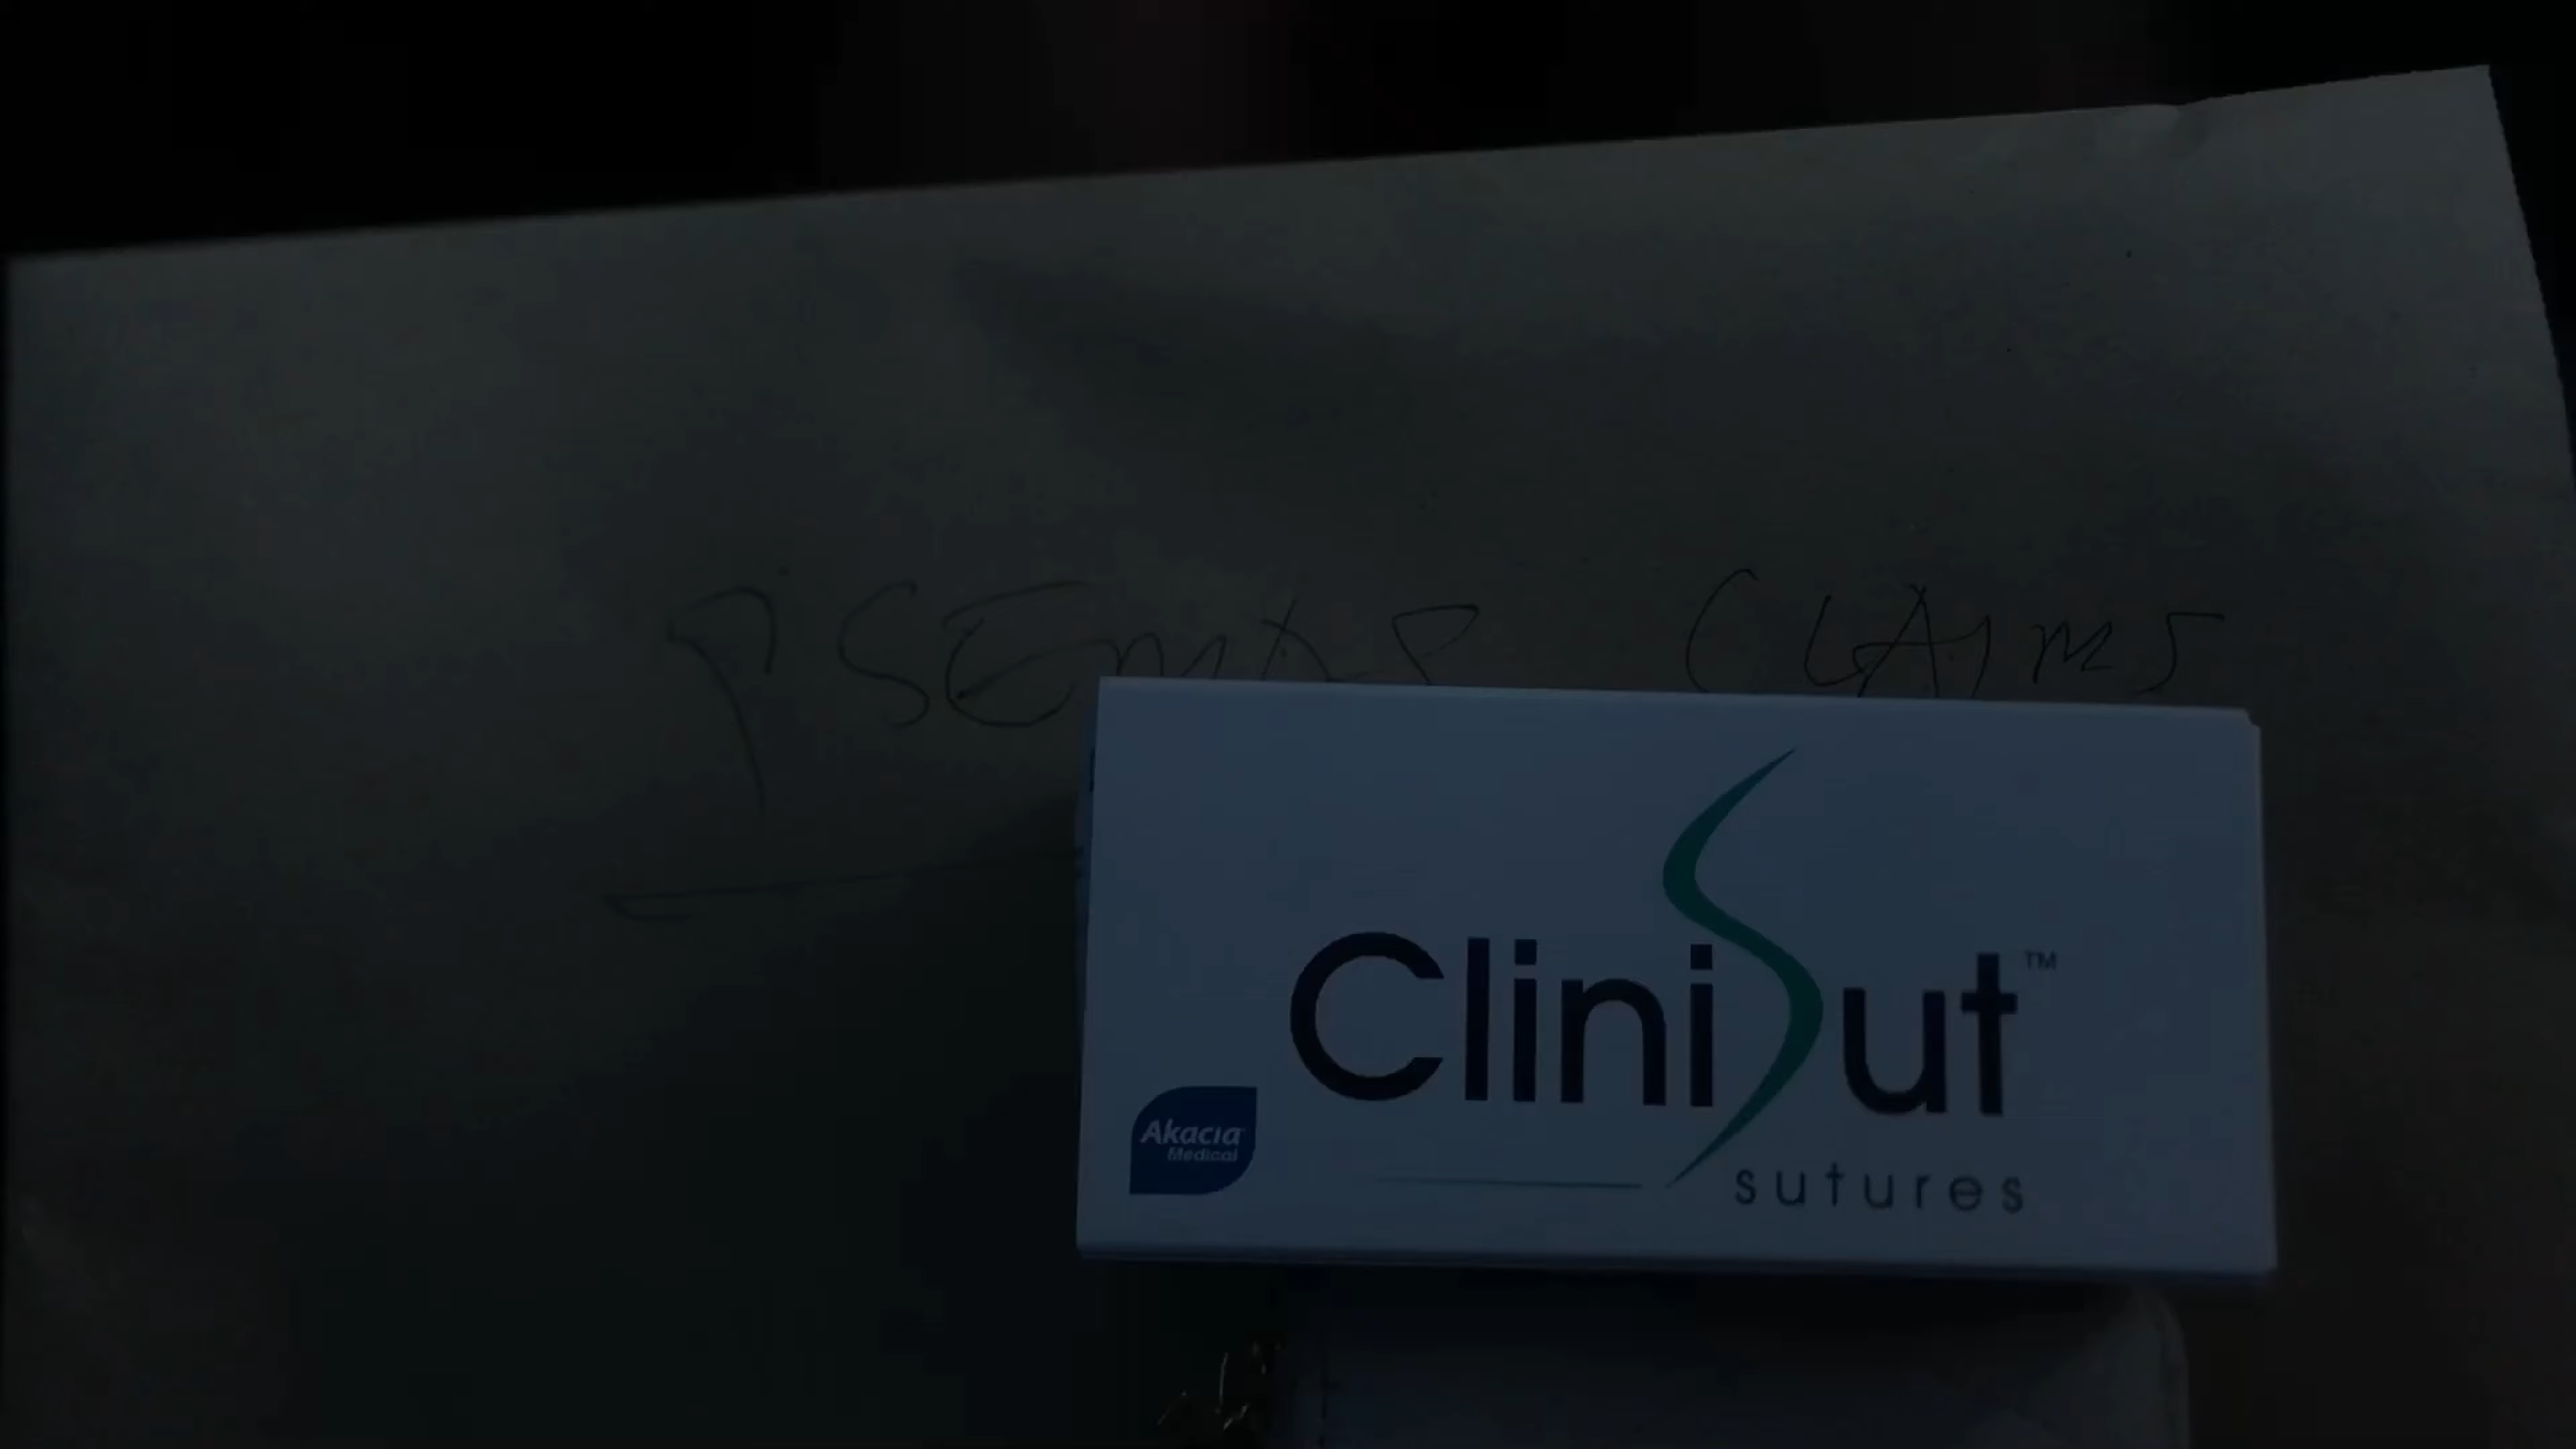 CLAIMS
CliniSut™
Akacia
Medical
sutures